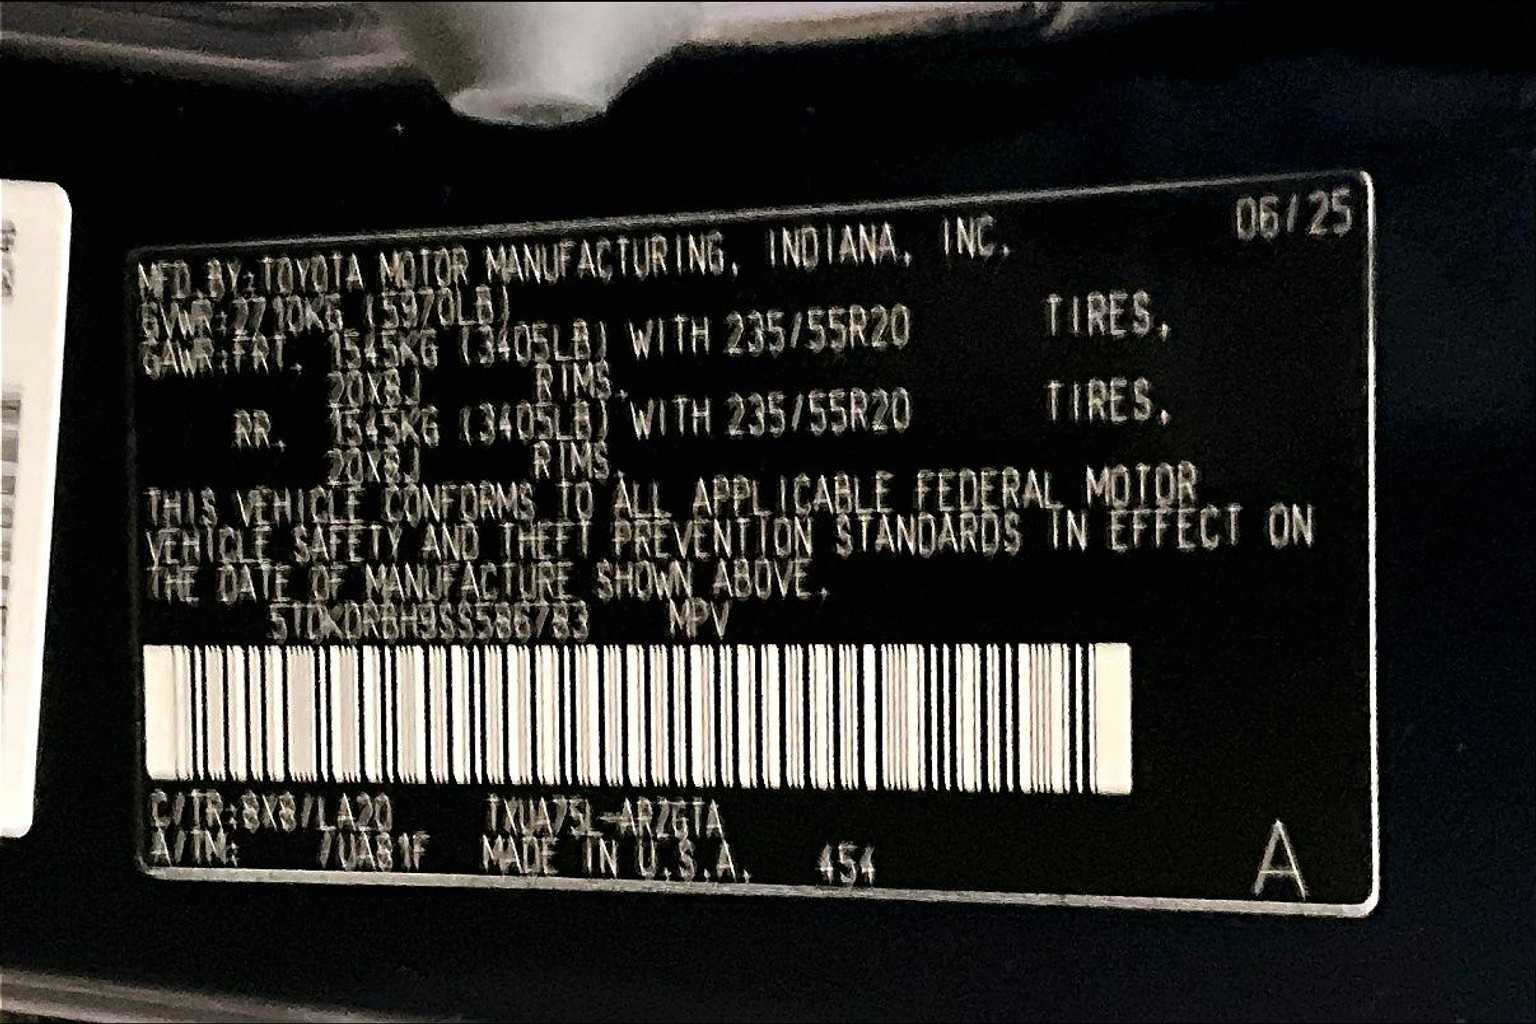 06/25
MFD.BY:TOYOTA MOTOR MANUFACTURING, INDIANA, INC.
GVWR:2710KG (5970LB)
GAWR:FRT. 1545KG (3405LB) WITH 235/55R20 TIRES,
20X8J RIMS.
RR. 1545KG (3405LB) WITH 235/55R20 TIRES,
20X8J RIMS.
THIS VEHICLE CONFORMS TO ALL APPLICABLE FEDERAL MOTOR
VEHICLE SAFETY AND THEFT PREVENTION STANDARDS IN EFFECT ON
THE DATE OF MANUFACTURE SHOWN ABOVE.
5TDKDRBH9SS586783 MPV
C/TR:8X8/LA20 TXUA75L-ARZGTA
A/TM: /UA81F MADE IN U.S.A. 454
A